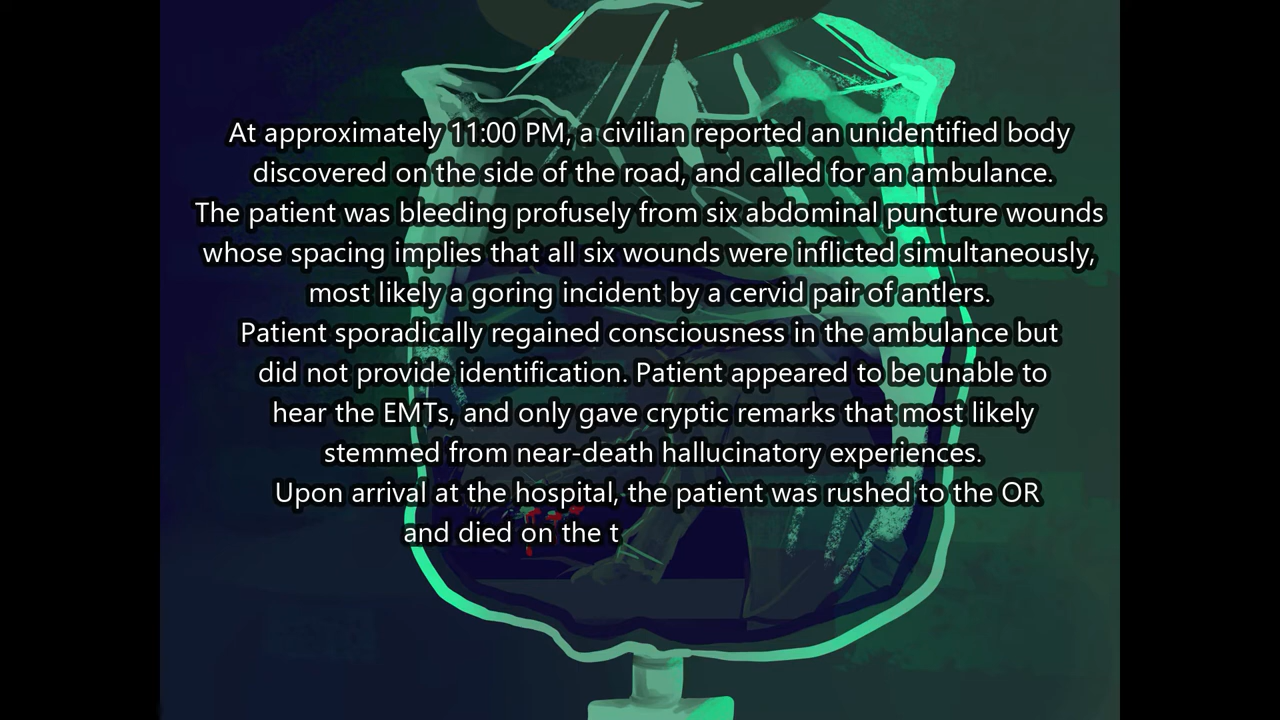 At approximately 11:00 PM, a civilian reported an unidentified body
discovered on the side of the road, and called for an ambulance.
The patient was bleeding profusely from six abdominal puncture wounds
whose spacing implies that all six wounds were inflicted simultaneously,
most likely a goring incident by a cervid pair of antlers.
Patient sporadically regained consciousness in the ambulance but
did not provide identification. Patient appeared to be unable to
hear the EMTs, and only gave cryptic remarks that most likely
stemmed from near-death hallucinatory experiences.
Upon arrival at the hospital, the patient was rushed to the OR
and died on the t